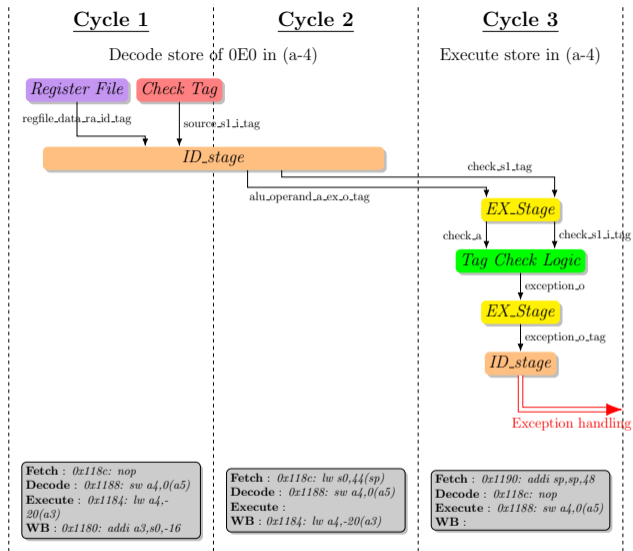 Cycle 1
Cycle 2
Cycle 3
Decode store of 0E0 in (a-4)
Execute store in (a-4)
Register File
Check Tag
regfile_data_ra_id_tag
source_s1_i_tag
ID_stage
check_s1_tag
alu_operand_a_ex_o_tag
EX_Stage
check_a
check_s1_i_tag
Tag Check Logic
exception_o
EX_Stage
exception_o_tag
ID_stage
Exception handling
Fetch : 0x118c: nop
Decode : 0x1188: sw a4,0(a5)
Execute : 0x1184: lw a4,-
20(a3)
WB : 0x1180: addi a3,s0,-16
Fetch : 0x118c: lw s0,44(sp)
Decode : 0x1188: sw a4,0(a5)
Execute :
WB : 0x1184: lw a4,-20(a3)
Fetch : 0x1190: addi sp,sp,48
Decode : 0x118c: nop
Execute : 0x1188: sw a4,0(a5)
WB :